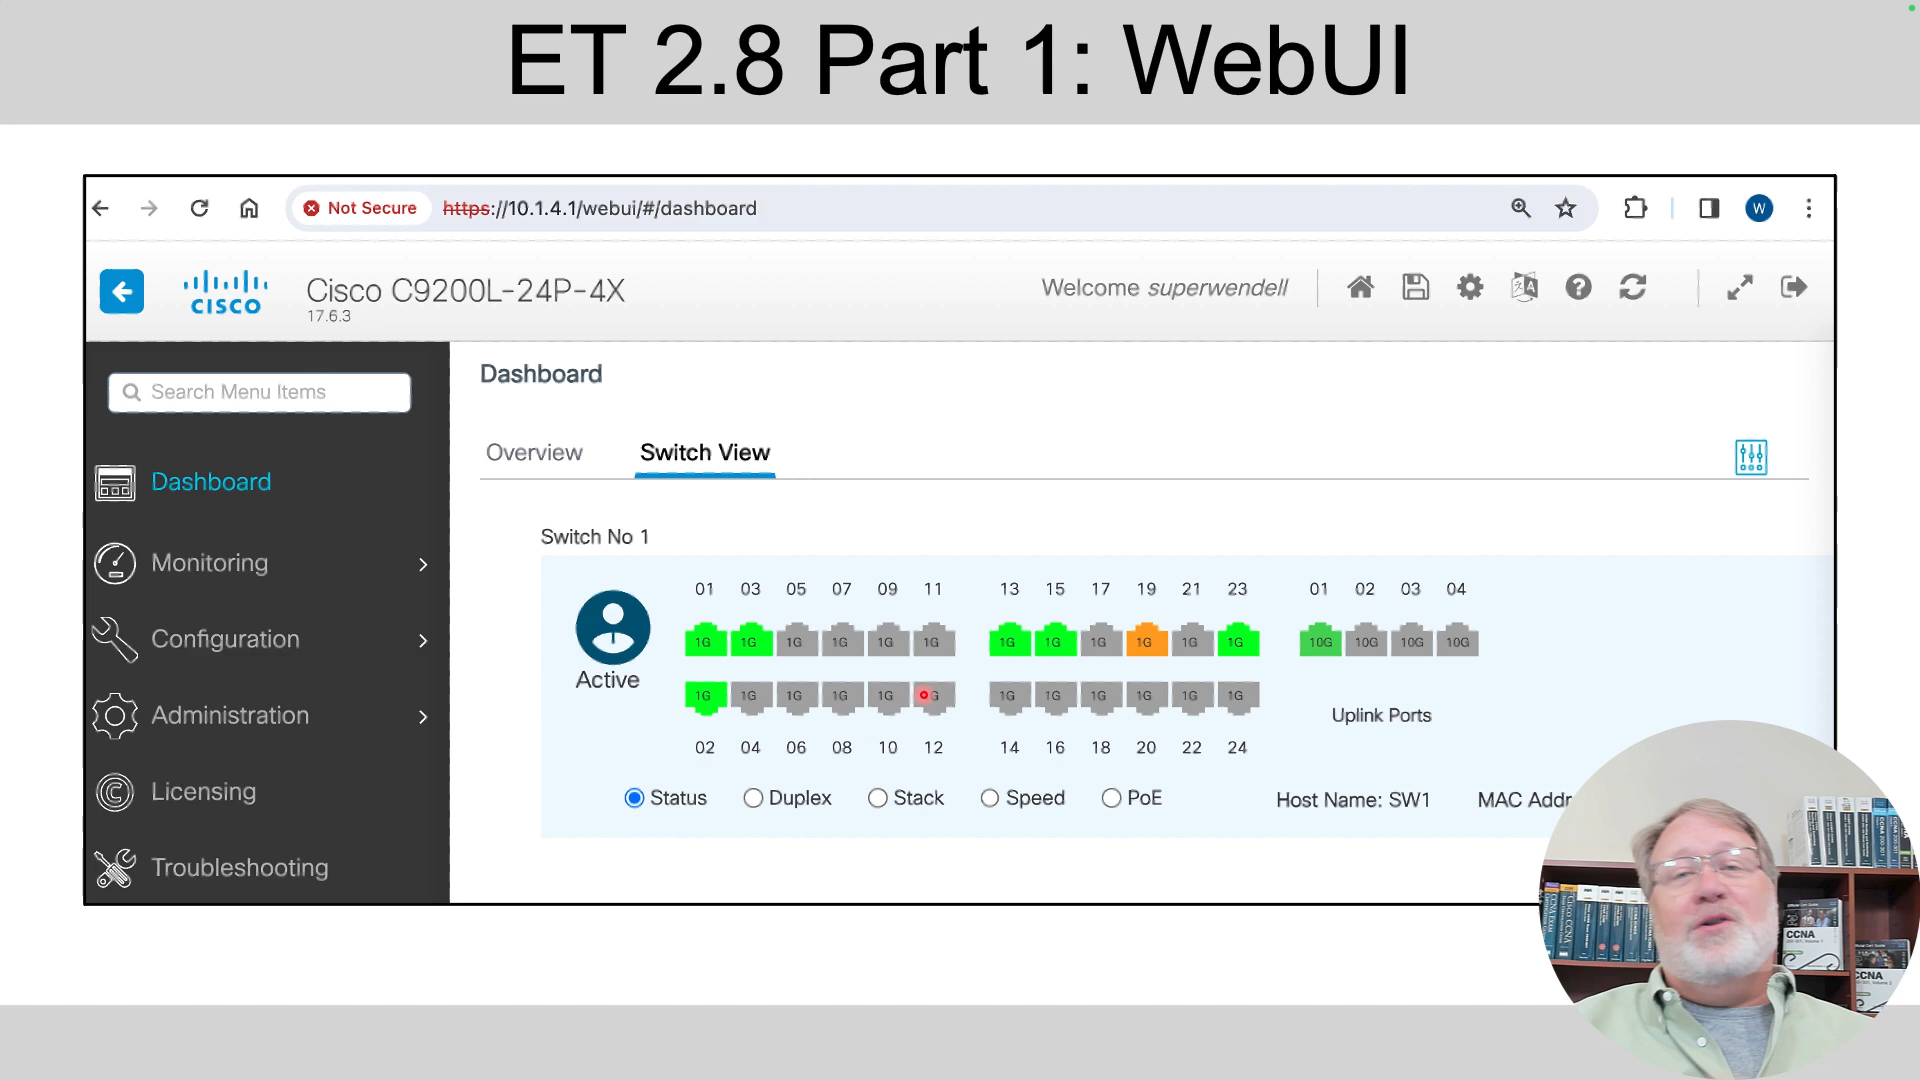 ET 2.8 Part 1: WebUI
Not Secure https://10.1.4.1/webui/#/dashboard W
CISCO
Cisco C9200L-24P-4X
17.6.3
Welcome superwendell
Search Menu Items
Dashboard
Monitoring
Configuration
Administration
Licensing
Troubleshooting
Dashboard
Overview Switch View
Switch No 1
Active
01 03 05 07 09 11 13 15 17 19 21 23 01 02 03 04
1G 1G 1G 1G 1G 1G 1G 1G 1G 1G 1G 1G 10G 10G 10G 10G
1G 1G 1G 1G 1G G 1G 1G 1G 1G 1G 1G
Uplink Ports
02 04 06 08 10 12 14 16 18 20 22 24
Status Duplex Stack Speed PoE Host Name: SW1 MAC Addr
CCNA
CCNA